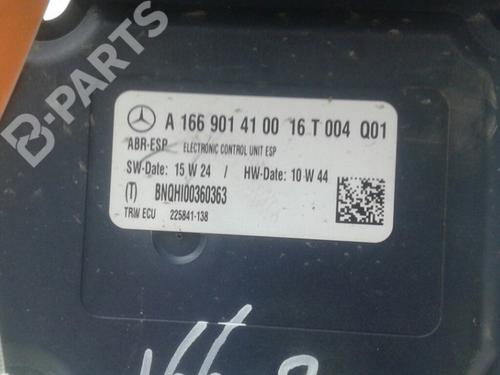 B-PARTS
A 166 901 41 00 16 T 004 Q01
ABR-ESP ELECTRONIC CONTROL UNIT ESP
SW-Date: 15 W 24 / HW-Date: 10 W 44
(T) BNQHI00360363
TRW ECU 225841-138